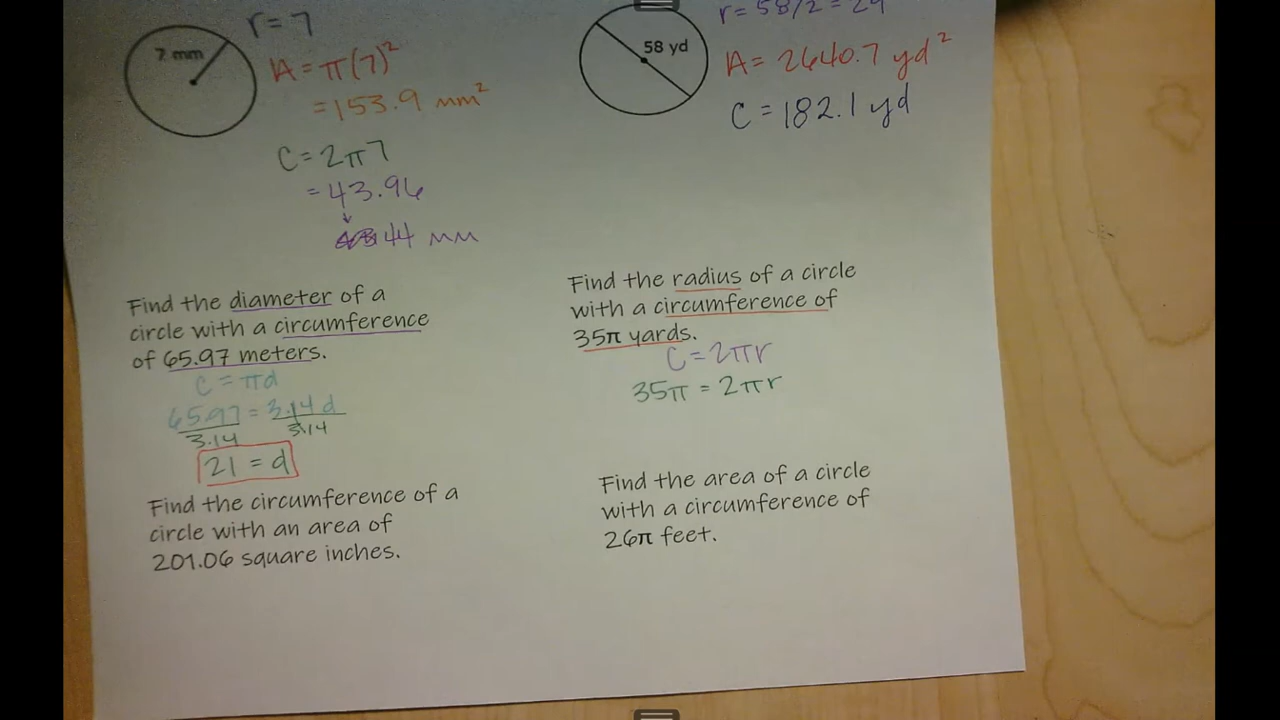 7 mm
r = 7
A = π(7)²
= 153.9 mm²
C = 2π7
= 43.96
↓
44 mm
58 yd
r = 58/2 = 29
A = 2640.7 yd²
C = 182.1 yd
Find the diameter of a
circle with a circumference
of 65.97 meters.
C = πd
65.97 = 3.14 d
3.14 3.14
21 = d
Find the radius of a circle
with a circumference of
35π yards.
C = 2πr
35π = 2πr
Find the circumference of a
circle with an area of
201.06 square inches.
Find the area of a circle
with a circumference of
26π feet.